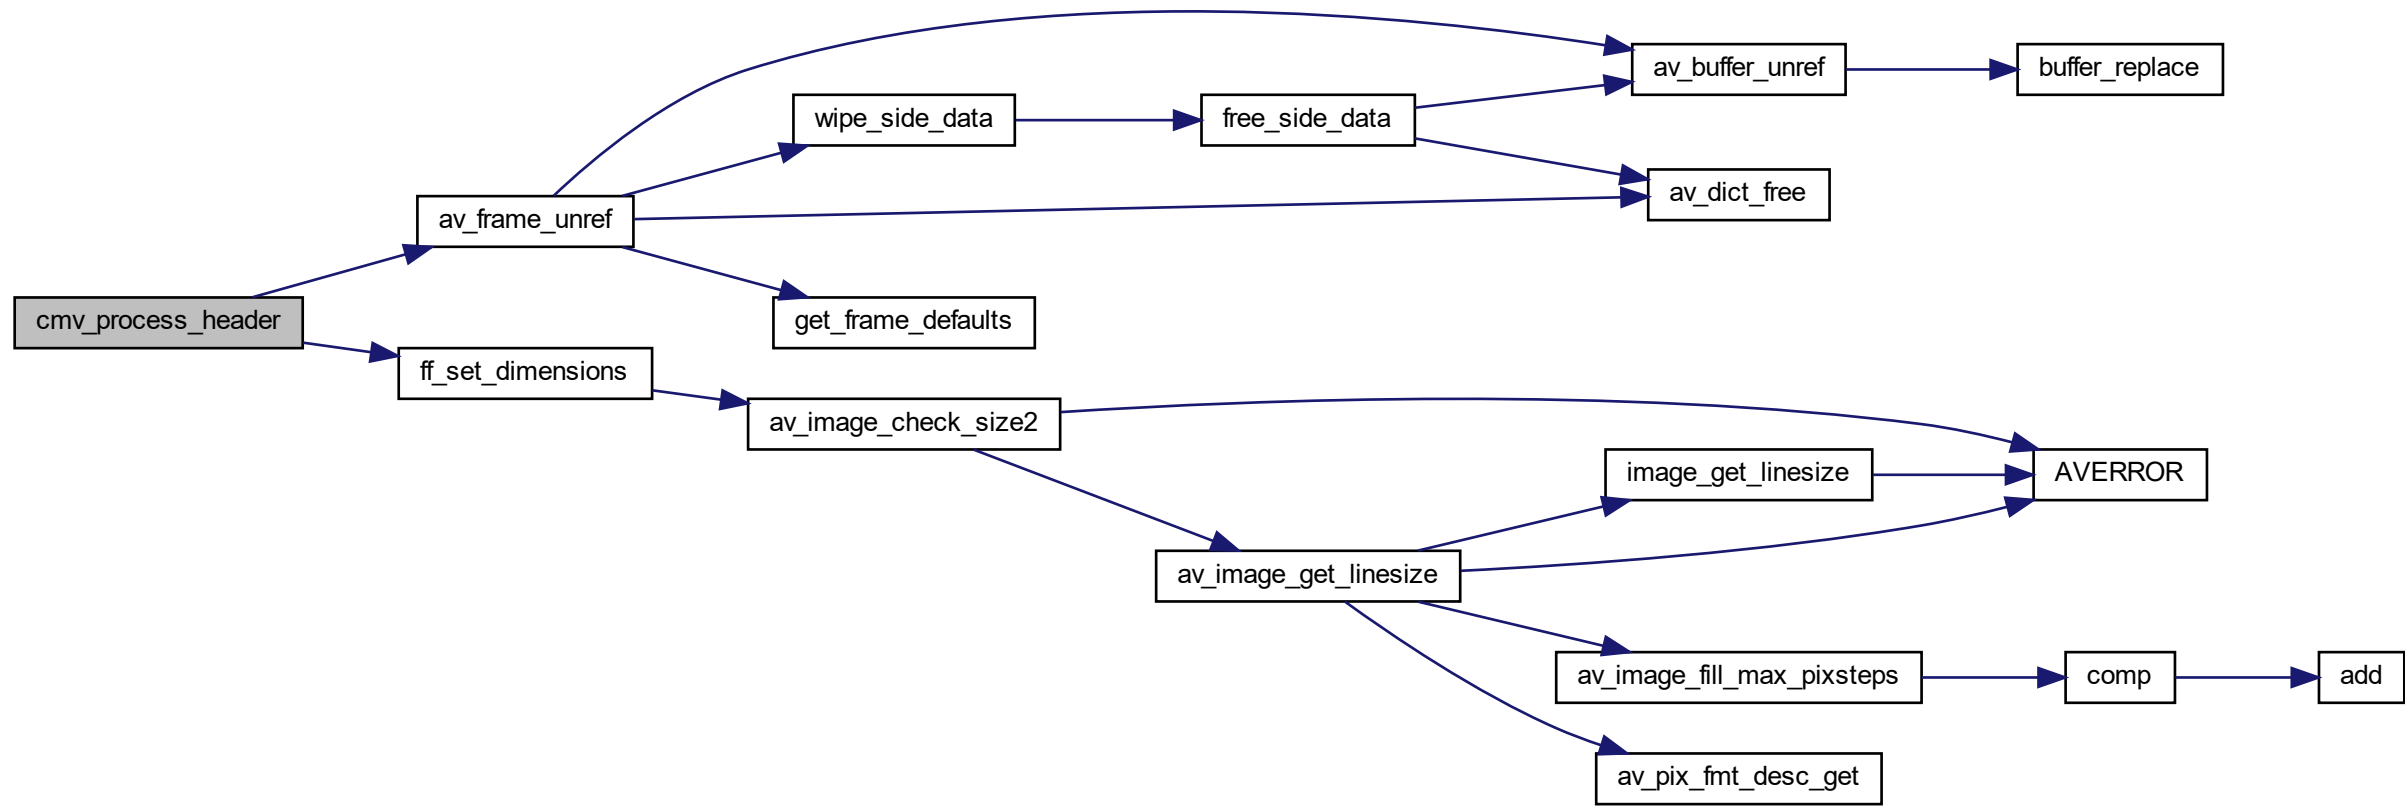 av_buffer_unref
buffer_replace
wipe_side_data
free_side_data
av_dict_free
av_frame_unref
cmv_process_header
get_frame_defaults
ff_set_dimensions
av_image_check_size2
image_get_linesize
AVERROR
av_image_get_linesize
av_image_fill_max_pixsteps
comp
add
av_pix_fmt_desc_get